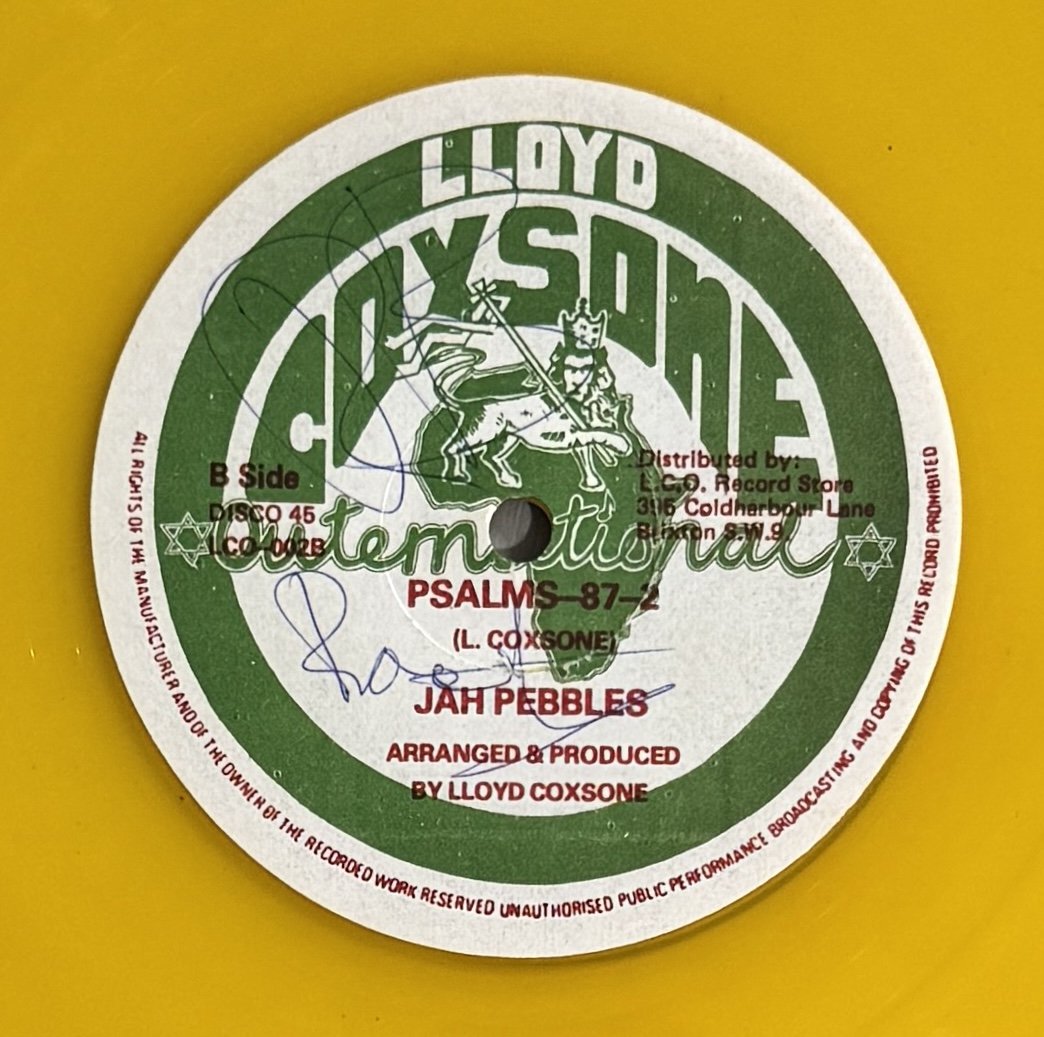 LLOYD
COXSONE
International
B Side
DISCO 45
LCO-002B
Distributed by:
L.C.O. Record Store
395 Coldharbour Lane
Brixton S.W.9.
PSALMS-87-2
(L. COXSONE)
JAH PEBBLES
ARRANGED & PRODUCED
BY LLOYD COXSONE
ALL RIGHTS OF THE MANUFACTURER AND OF THE OWNER OF THE RECORDED WORK RESERVED UNAUTHORISED PUBLIC PERFORMANCE BROADCASTING AND COPYING OF THIS RECORD PROHIBITED